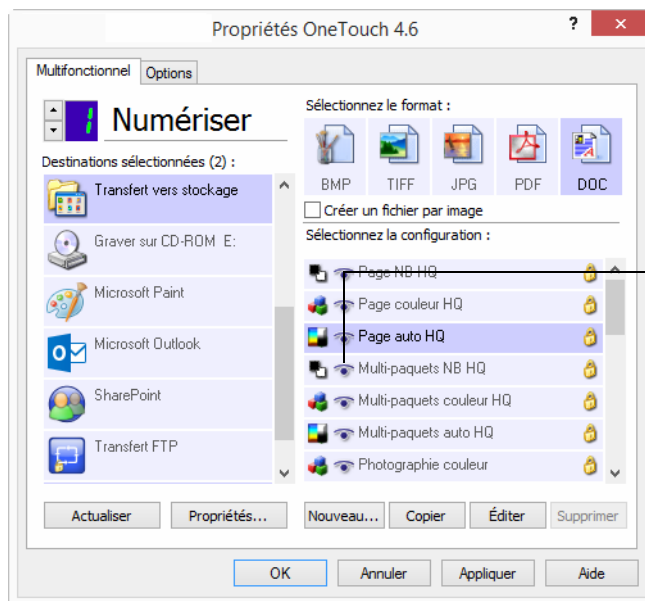 Propriétés OneTouch 4.6
Multifonctionnel
Options
1 Numériser
Destinations sélectionnées (2) :
Transfert vers stockage
Graver sur CD-ROM E:
Microsoft Paint
Microsoft Outlook
SharePoint
Transfert FTP
Actualiser
Propriétés...
Sélectionnez le format :
BMP
TIFF
JPG
PDF
DOC
Créer un fichier par image
Sélectionnez la configuration :
Page NB HQ
Page couleur HQ
Page auto HQ
Multi-paquets NB HQ
Multi-paquets couleur HQ
Multi-paquets auto HQ
Photographie couleur
Nouveau...
Copier
Éditer
Supprimer
OK
Annuler
Appliquer
Aide